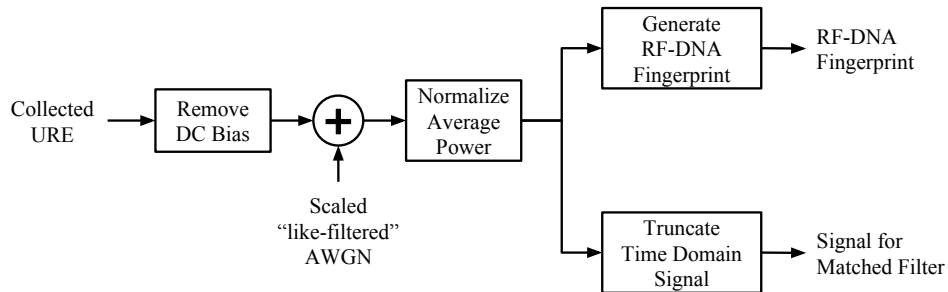 Collected
URE
Remove
DC Bias
+
Scaled
“like-filtered”
AWGN
Normalize
Average
Power
Generate
RF-DNA
Fingerprint
RF-DNA
Fingerprint
Truncate
Time Domain
Signal
Signal for
Matched Filter